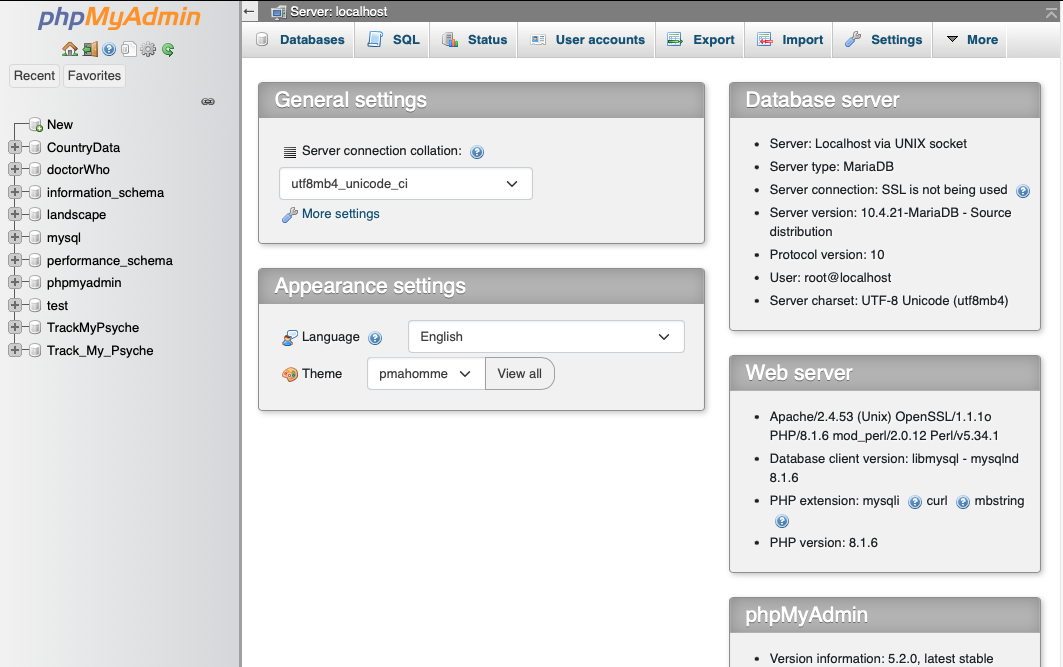 phpMyAdmin
Recent
Favorites
New
CountryData
doctorWho
information_schema
landscape
mysql
performance_schema
phpmyadmin
test
TrackMyPsyche
Track_My_Psyche
Server: localhost
Databases
SQL
Status
User accounts
Export
Import
Settings
More
General settings
Server connection collation:
utf8mb4_unicode_ci
More settings
Appearance settings
Language
English
Theme
pmahomme
View all
Database server
Server: Localhost via UNIX socket
Server type: MariaDB
Server connection: SSL is not being used
Server version: 10.4.21-MariaDB - Source
distribution
Protocol version: 10
User: root@localhost
Server charset: UTF-8 Unicode (utf8mb4)
Web server
Apache/2.4.53 (Unix) OpenSSL/1.1.1o
PHP/8.1.6 mod_perl/2.0.12 Perl/v5.34.1
Database client version: libmysql - mysqlnd
8.1.6
PHP extension: mysqli curl mbstring
PHP version: 8.1.6
phpMyAdmin
Version information: 5.2.0, latest stable